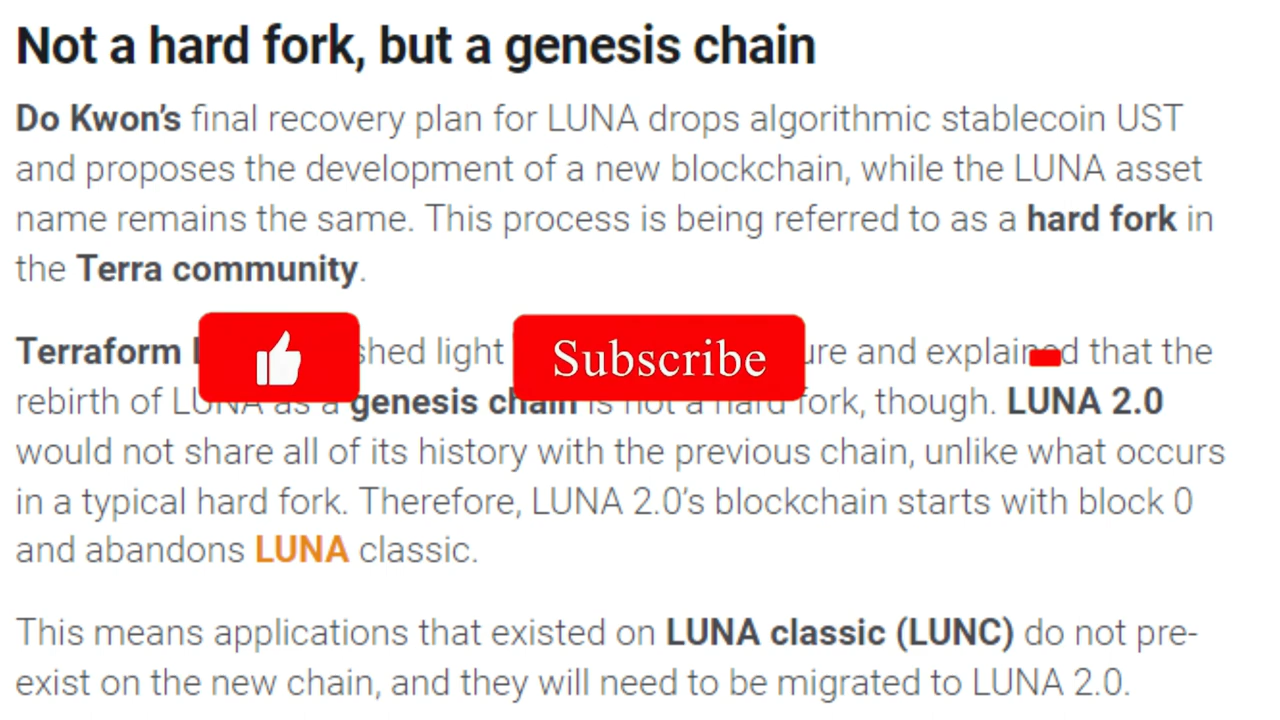 Not a hard fork, but a genesis chain
Do Kwon's final recovery plan for LUNA drops algorithmic stablecoin UST
and proposes the development of a new blockchain, while the LUNA asset
name remains the same. This process is being referred to as a hard fork in
the Terra community.
Terraform shed light Subscribe and explained that the
rebirth of LUNA as a genesis chain is not a hard fork, though. LUNA 2.0
would not share all of its history with the previous chain, unlike what occurs
in a typical hard fork. Therefore, LUNA 2.0's blockchain starts with block 0
and abandons LUNA classic.
This means applications that existed on LUNA classic (LUNC) do not pre-
exist on the new chain, and they will need to be migrated to LUNA 2.0.